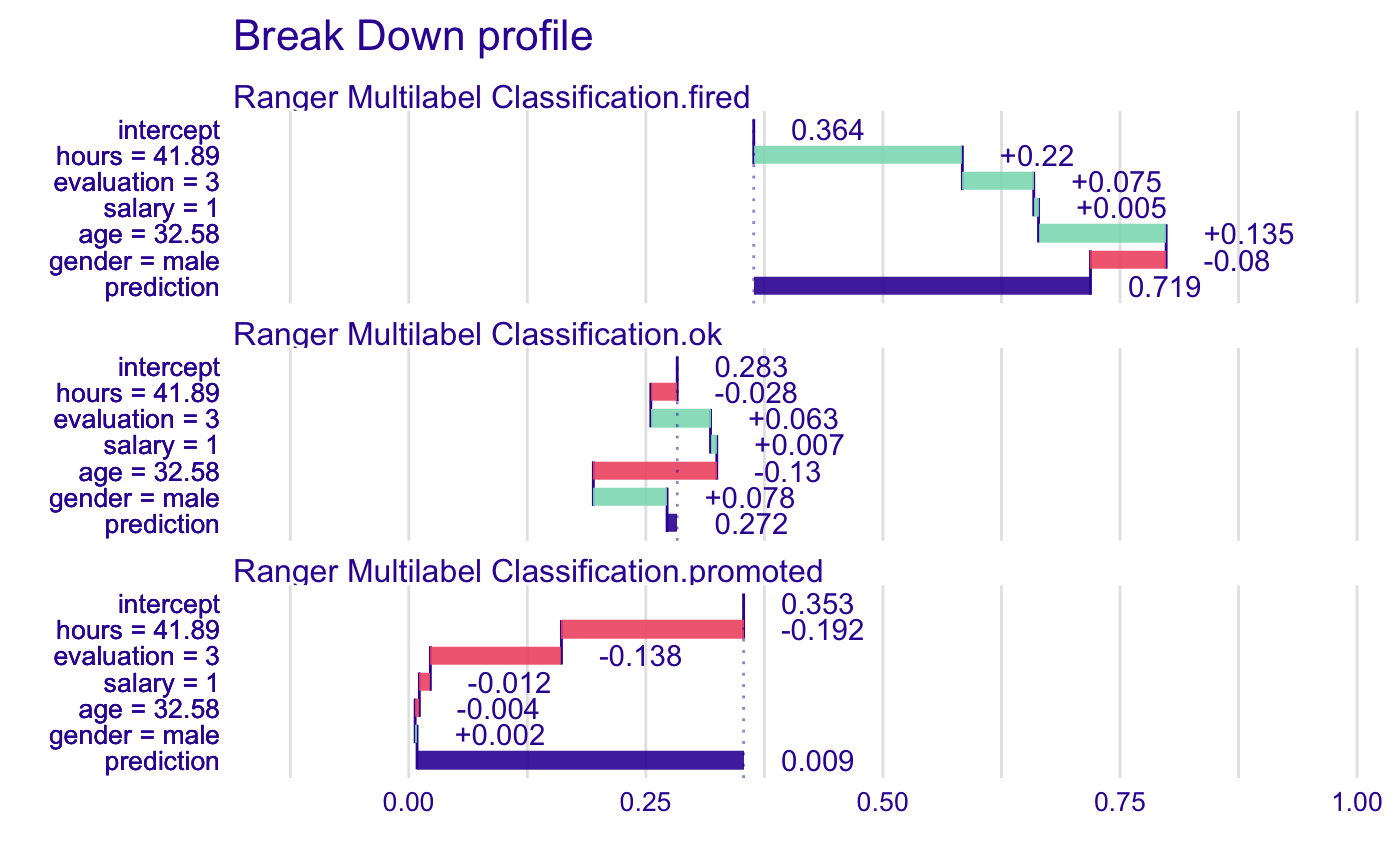 Break Down profile
Ranger Multilabel Classification.fired
intercept 0.364
hours = 41.89 +0.22
evaluation = 3 +0.075
salary = 1 +0.005
age = 32.58 +0.135
gender = male -0.08
prediction 0.719
Ranger Multilabel Classification.ok
intercept 0.283
hours = 41.89 -0.028
evaluation = 3 +0.063
salary = 1 +0.007
age = 32.58 -0.13
gender = male +0.078
prediction 0.272
Ranger Multilabel Classification.promoted
intercept 0.353
hours = 41.89 -0.192
evaluation = 3 -0.138
salary = 1 -0.012
age = 32.58 -0.004
gender = male +0.002
prediction 0.009
0.00 0.25 0.50 0.75 1.00